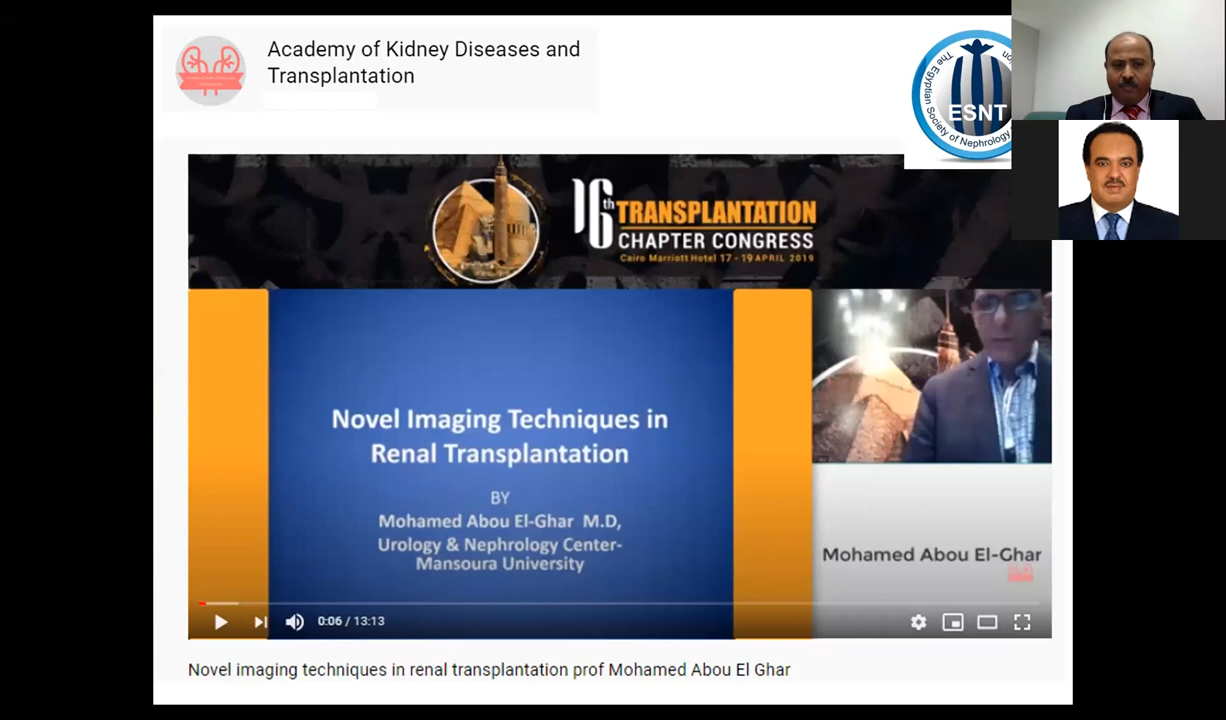 Academy of Kidney Diseases and
Transplantation
The Egyptian Society of Nephrology
ESNT
16th TRANSPLANTATION
CHAPTER CONGRESS
Cairo Marriott Hotel 17 - 19 APRIL 2019
Novel Imaging Techniques in
Renal Transplantation
BY
Mohamed Abou El-Ghar M.D,
Urology & Nephrology Center-
Mansoura University
Mohamed Abou El-Ghar
0:06 / 13:13
Novel imaging techniques in renal transplantation prof Mohamed Abou El Ghar